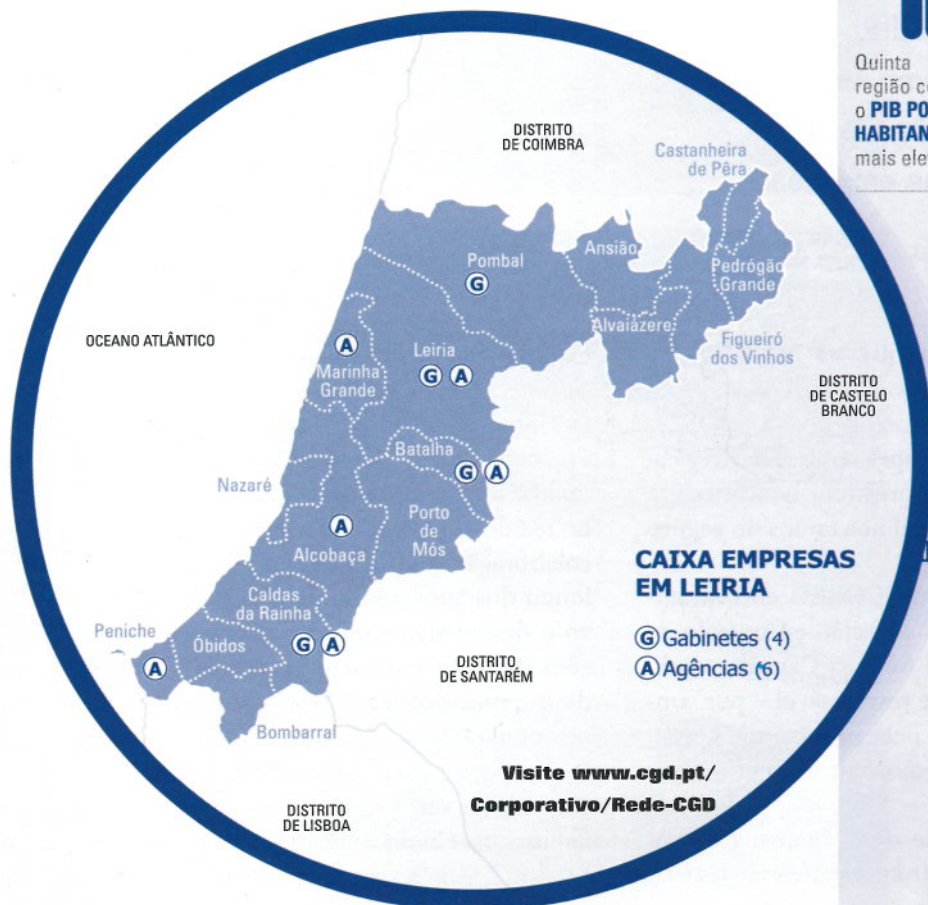 Quinta
região
o PIB
mais
DISTRITO
DE COIMBRA
Castanheira
de Pêra
Ansião
Pombal
G
Pedrógão
Grande
Alvaiázere
Figueiró
dos Vinhos
OCEANO ATLÂNTICO
A
Marinha
Grande
Leiria
G A
DISTRITO
DE CASTELO
BRANCO
Batalha
G A
Nazaré
A
Alcobaça
Porto
de
Mós
Caldas
da Rainha
Peniche
A
Óbidos
G A
Bombarral
DISTRITO
DE SANTARÉM
DISTRITO
DE LISBOA
CAIXA EMPRESAS
EM LEIRIA
G Gabinetes (4)
A Agências (6)
Visite www.cgd.pt/
Corporativo/Rede-CGD